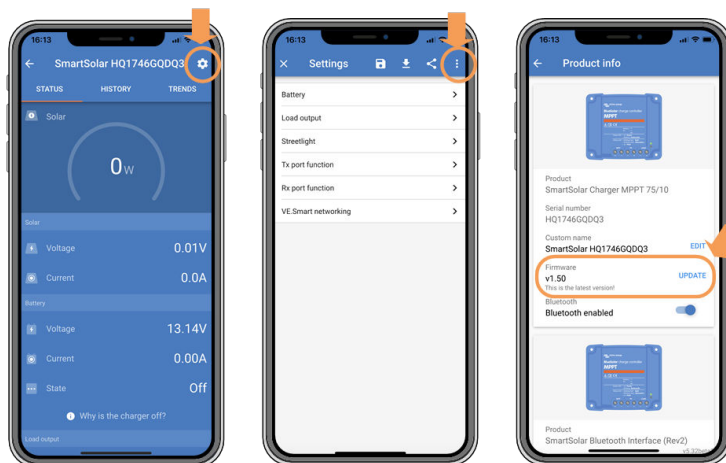 16:13
SmartSolar HQ1746GQDQ3
STATUS HISTORY TRENDS
Solar
0w
Solar
Voltage 0.01V
Current 0.0A
Battery
Voltage 13.14V
Current 0.00A
State Off
Why is the charger off?
Load output
16:13
Settings
Battery
Load output
Streetlight
Tx port function
Rx port function
VE.Smart networking
16:13
Product info
MPPT
Product
SmartSolar Charger MPPT 75/10
Serial number
HQ1746GQDQ3
Custom name
SmartSolar HQ1746GQDQ3 EDIT
Firmware
v1.50 UPDATE
This is the latest version!
Bluetooth
Bluetooth enabled
MPPT
Product
SmartSolar Bluetooth Interface (Rev2)